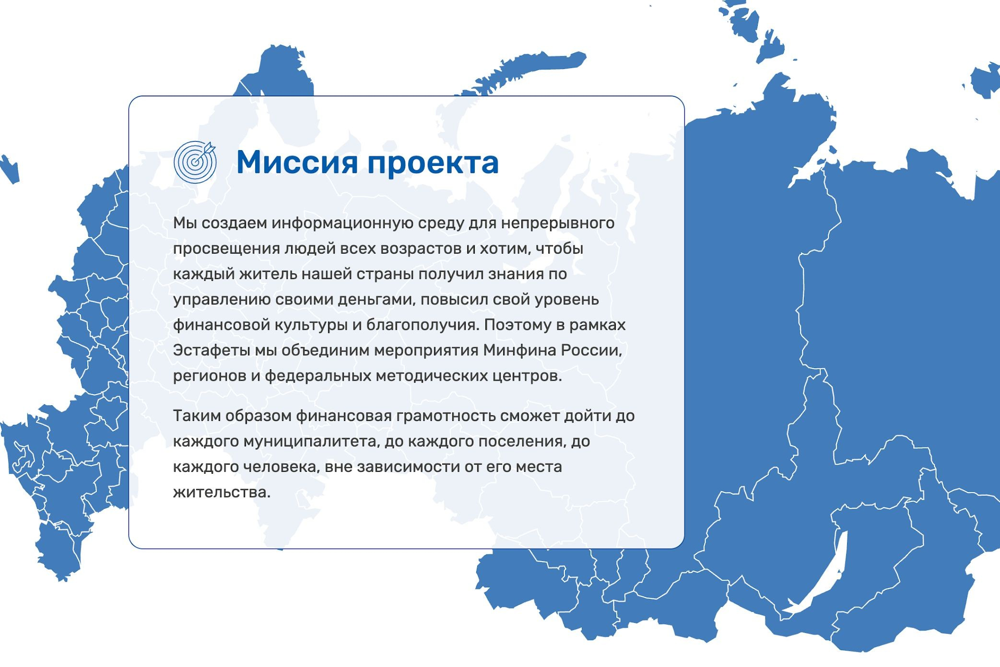 Миссия проекта
Мы создаем информационную среду для непрерывного
просвещения людей всех возрастов и хотим, чтобы
каждый житель нашей страны получил знания по
управлению своими деньгами, повысил свой уровень
финансовой культуры и благополучия. Поэтому в рамках
Эстафеты мы объединим мероприятия Минфина России,
регионов и федеральных методических центров.
Таким образом финансовая грамотность сможет дойти до
каждого муниципалитета, до каждого поселения, до
каждого человека, вне зависимости от его места
жительства.